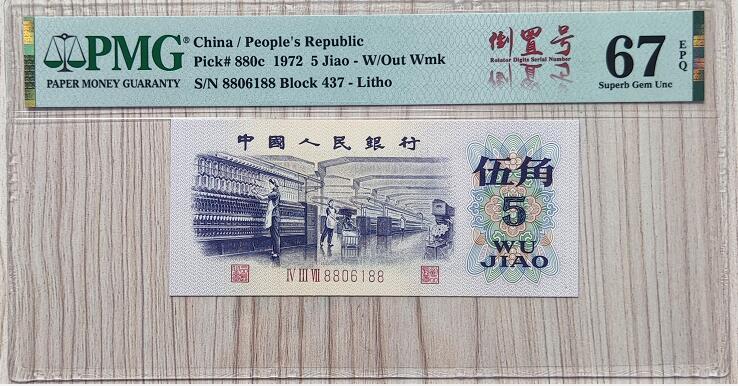 PMG®
PAPER MONEY GUARANTY
China / People's Republic
Pick# 880c 1972 5 Jiao - W/Out Wmk
S/N 8806188 Block 437 - Litho
倒置号
Rotator Digits Serial Number
67 EPQ
Superb Gem Unc
中國人民銀行
伍角
5
WU
JIAO
IV III VII 8806188